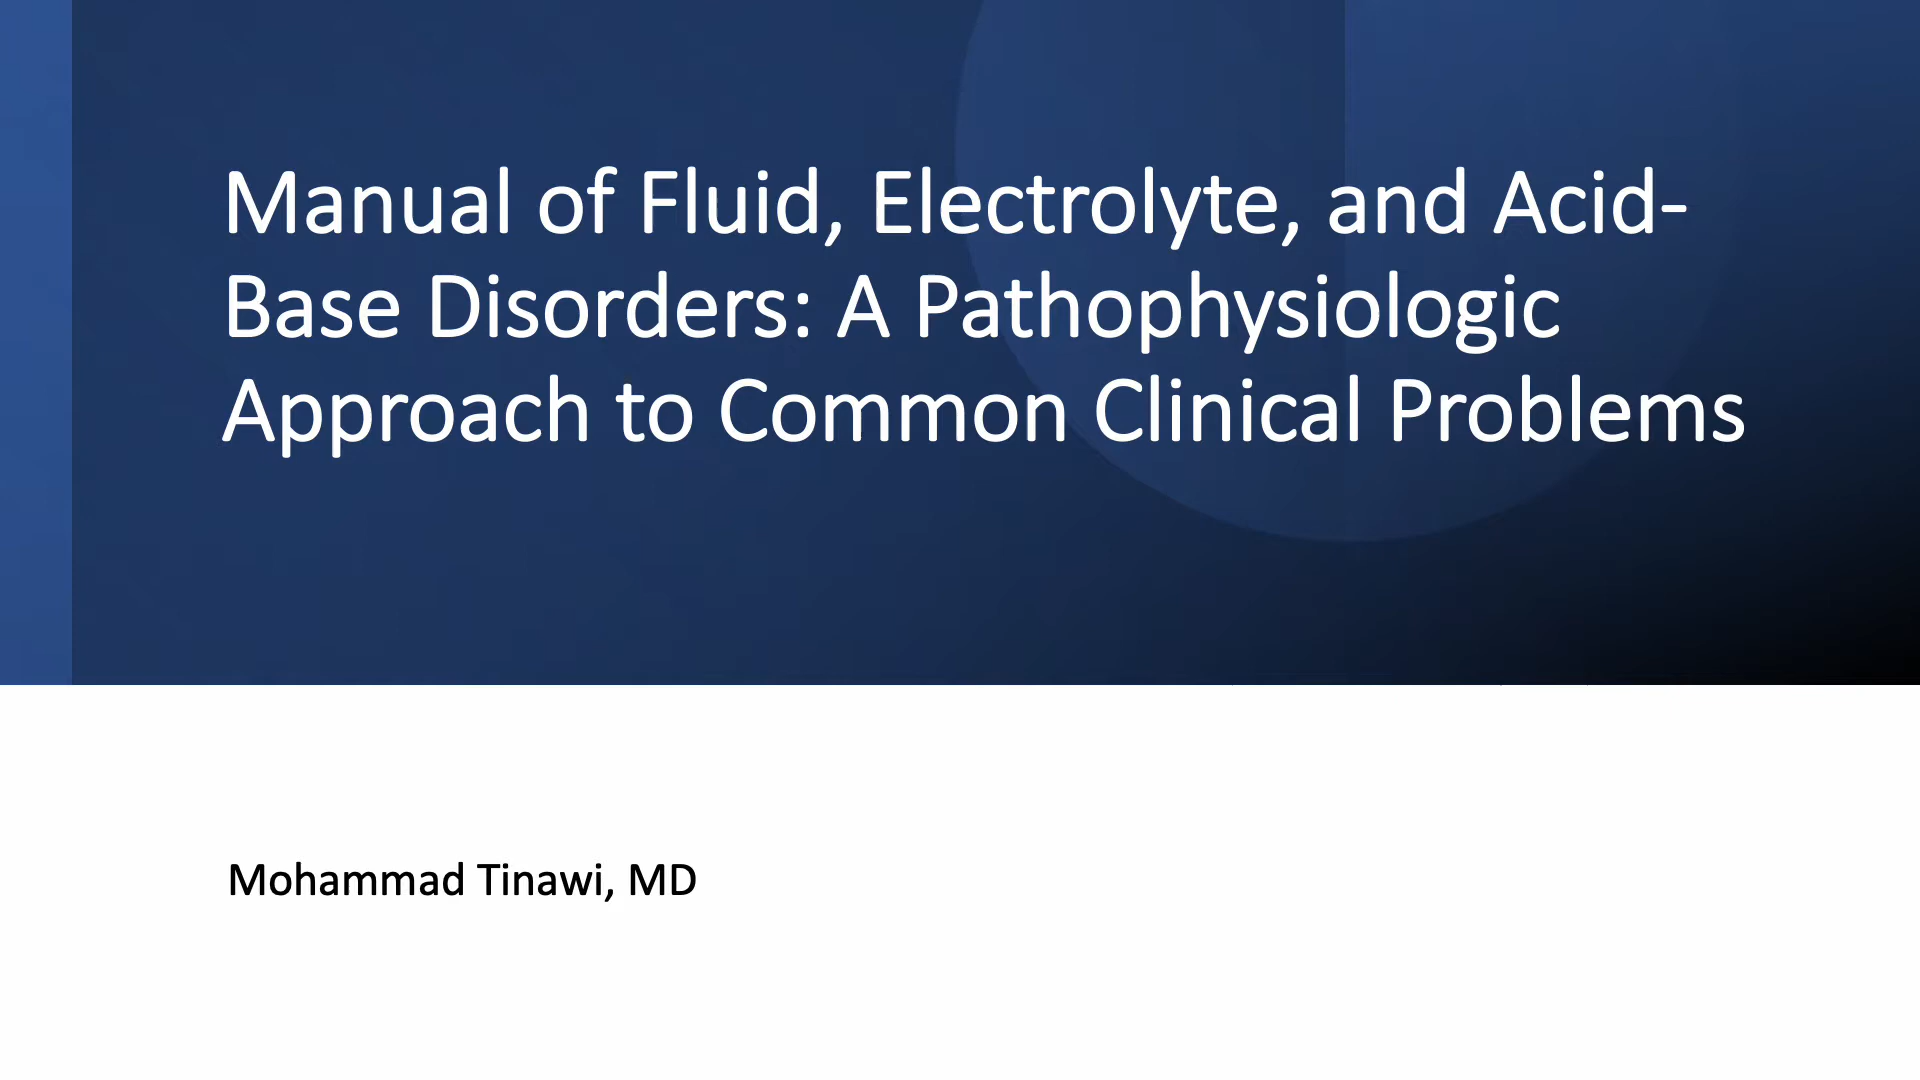 Manual of Fluid, Electrolyte, and Acid-
Base Disorders: A Pathophysiologic
Approach to Common Clinical Problems
Mohammad Tinawi, MD